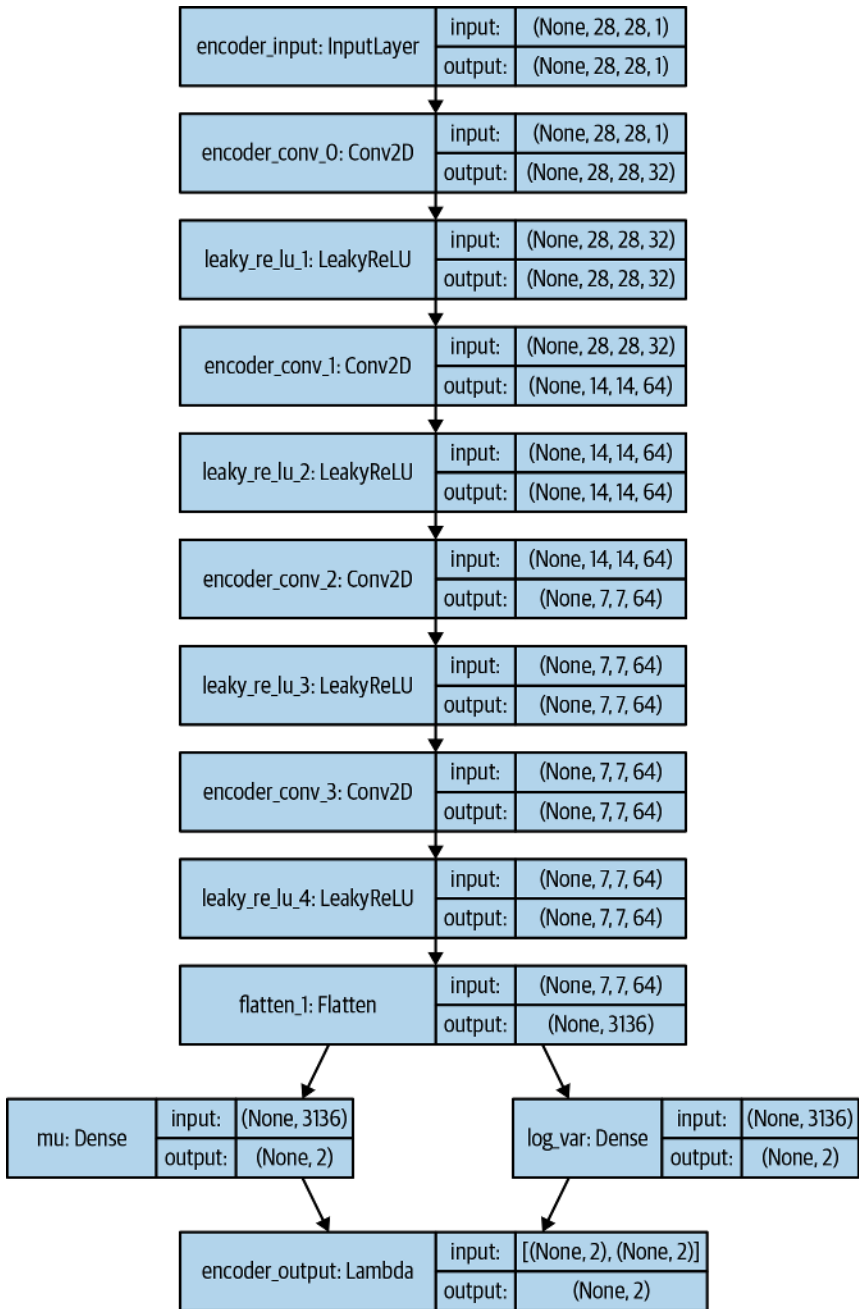 encoder_input: InputLayer
input: (None, 28, 28, 1)
output: (None, 28, 28, 1)
encoder_conv_0: Conv2D
input: (None, 28, 28, 1)
output: (None, 28, 28, 32)
leaky_re_lu_1: LeakyReLU
input: (None, 28, 28, 32)
output: (None, 28, 28, 32)
encoder_conv_1: Conv2D
input: (None, 28, 28, 32)
output: (None, 14, 14, 64)
leaky_re_lu_2: LeakyReLU
input: (None, 14, 14, 64)
output: (None, 14, 14, 64)
encoder_conv_2: Conv2D
input: (None, 14, 14, 64)
output: (None, 7, 7, 64)
leaky_re_lu_3: LeakyReLU
input: (None, 7, 7, 64)
output: (None, 7, 7, 64)
encoder_conv_3: Conv2D
input: (None, 7, 7, 64)
output: (None, 7, 7, 64)
leaky_re_lu_4: LeakyReLU
input: (None, 7, 7, 64)
output: (None, 7, 7, 64)
flatten_1: Flatten
input: (None, 7, 7, 64)
output: (None, 3136)
mu: Dense
input: (None, 3136)
output: (None, 2)
log_var: Dense
input: (None, 3136)
output: (None, 2)
encoder_output: Lambda
input: [(None, 2), (None, 2)]
output: (None, 2)